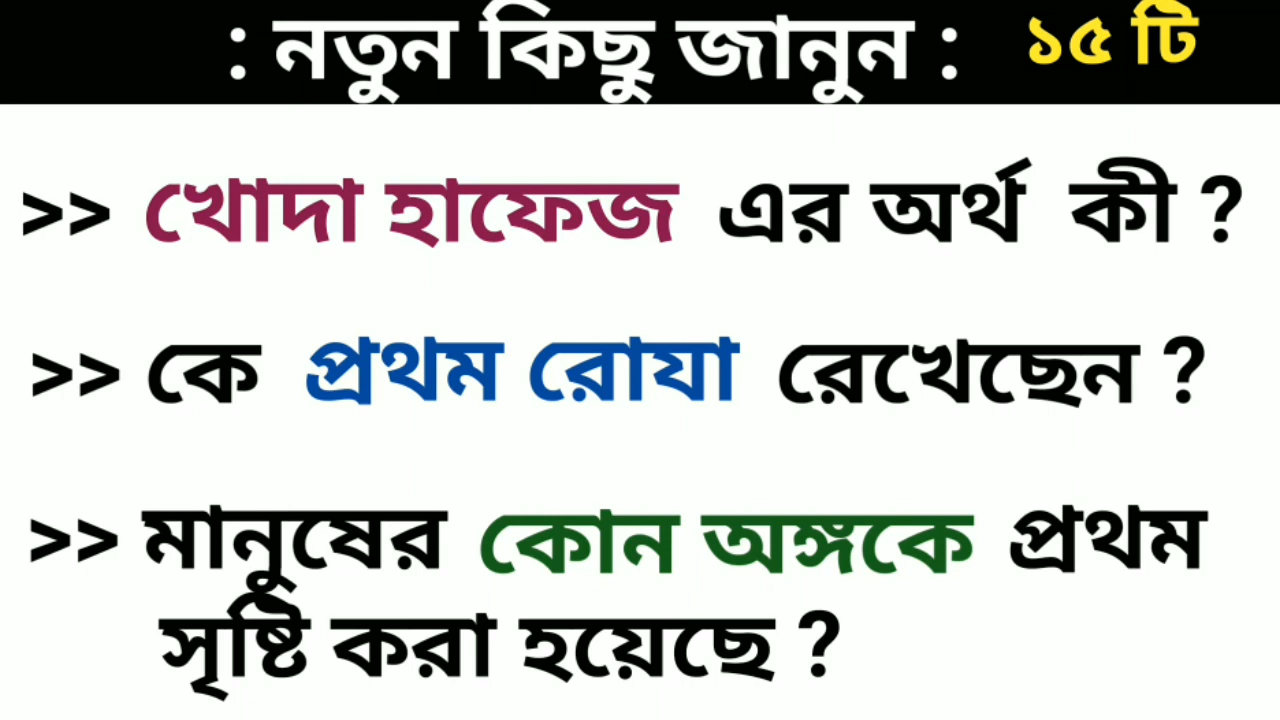 : নতুন কিছু জানুন : ১৫ টি
>> খোদা হাফেজ এর অর্থ কী ?
>> কে প্রথম রোযা রেখেছেন ?
>> মানুষের কোন অঙ্গকে প্রথম
সৃষ্টি করা হয়েছে ?